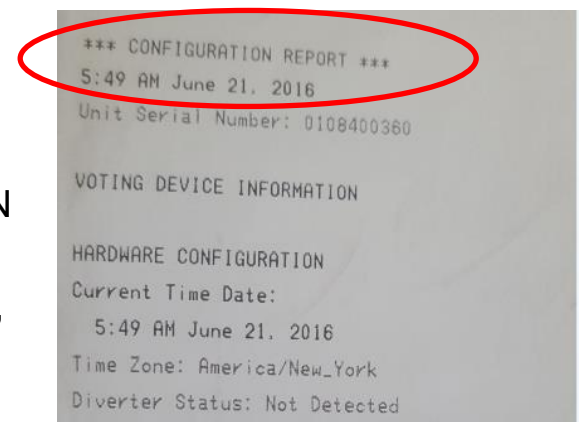 *** CONFIGURATION REPORT ***
5:49 AM June 21, 2016
Unit Serial Number: 0108400360
VOTING DEVICE INFORMATION
N
HARDWARE CONFIGURATION
Current Time Date:
5:49 AM June 21, 2016
Time Zone: America/New_York
Diverter Status: Not Detected